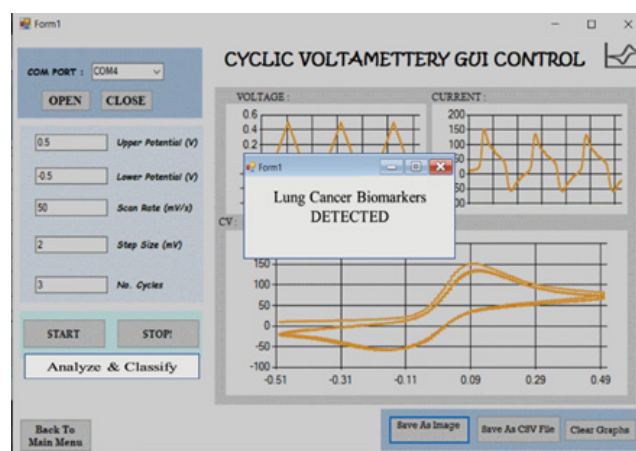 Form1
CYCLIC VOLTAMETTERY GUI CONTROL
COM PORT : COM4
OPEN CLOSE
0.5 Upper Potential (V)
-0.5 Lower Potential (V)
50 Scan Rate (mV/s)
2 Step Size (mV)
3 No. Cycles
START STOP!
Analyze & Classify
Back To
Main Menu
VOLTAGE :
0.6
0.4
0.2
CURRENT :
200
150
100
50
0
Form1
Lung Cancer Biomarkers
DETECTED
CV :
150
100
50
0
-50
-100
-0.51 -0.31 -0.11 0.09 0.29 0.49
Save As Image Save As CSV File Clear Graphs